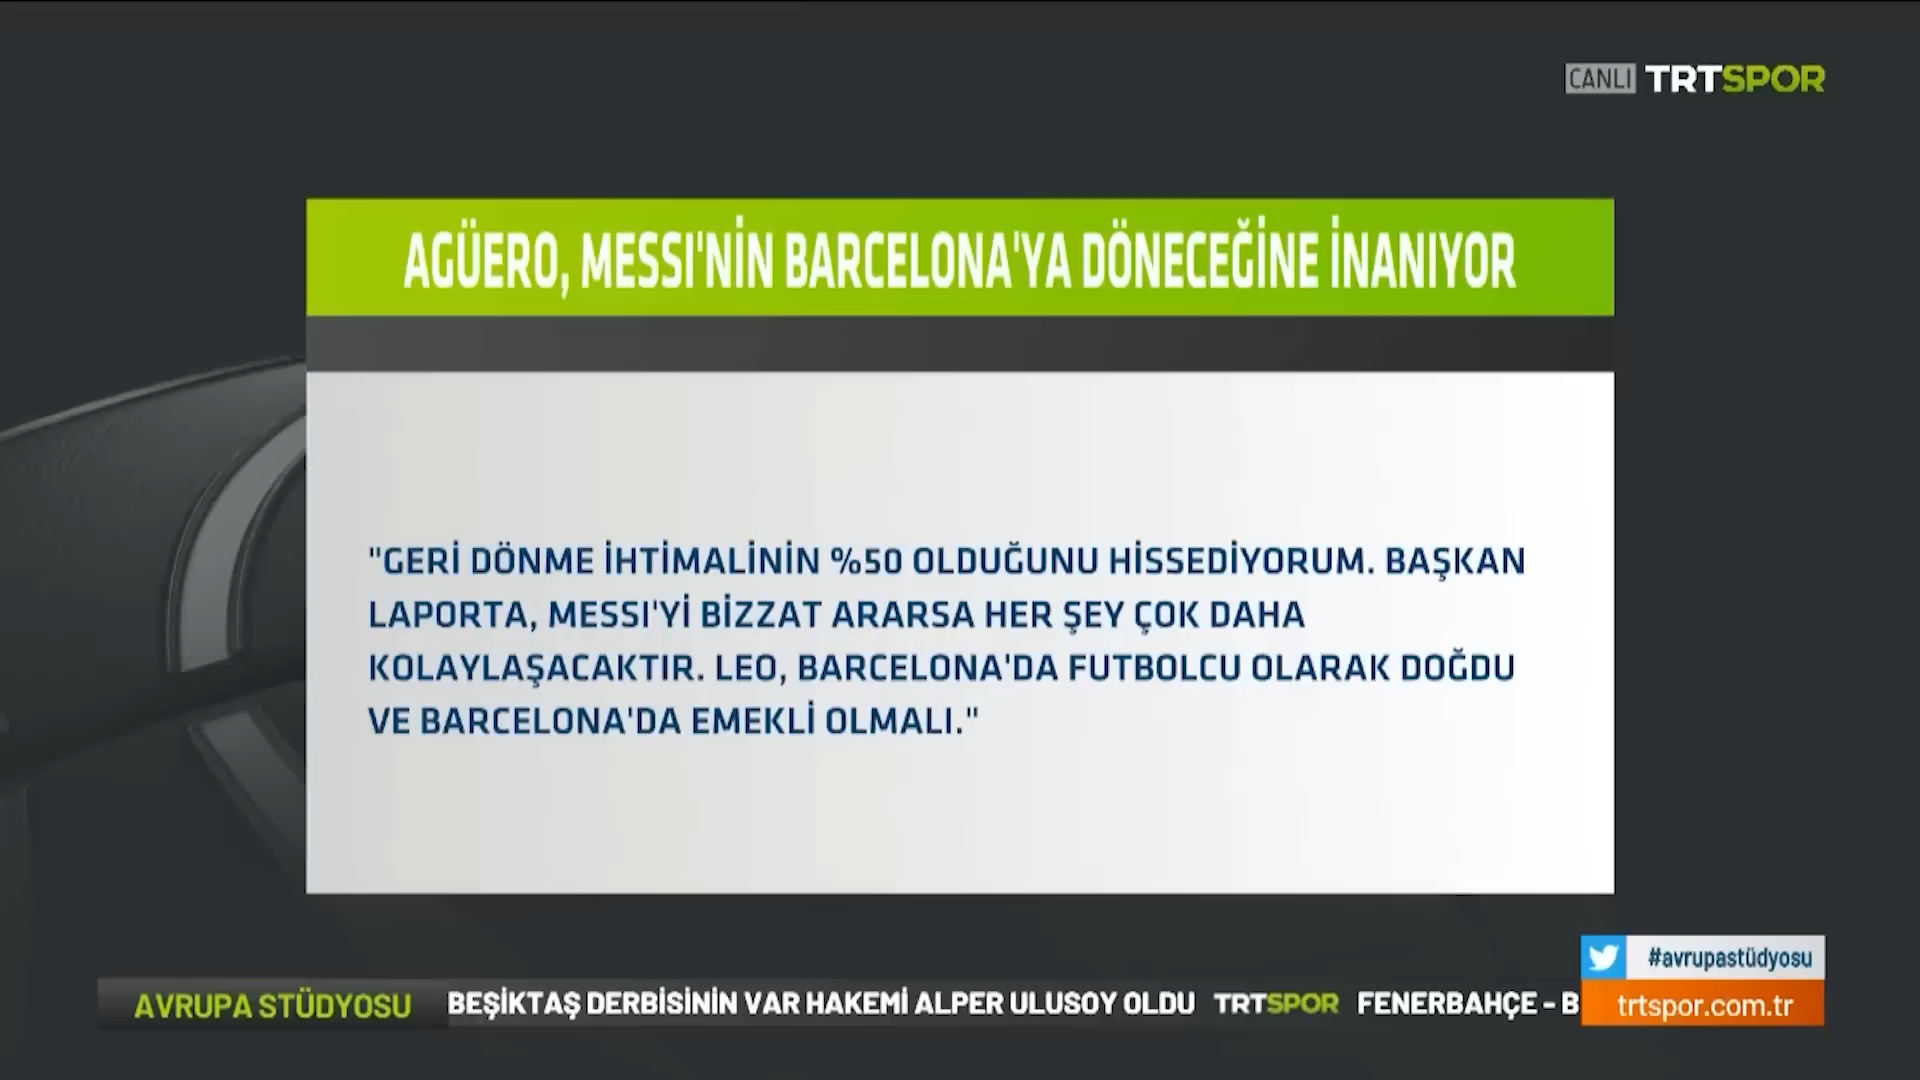 CANLI TRTSPOR
AGÜERO, MESSI'NİN BARCELONA'YA DÖNECEĞİNE İNANIYOR
"GERİ DÖNME İHTİMALİNİN %50 OLDUĞUNU HİSSEDİYORUM. BAŞKAN
LAPORTA, MESSI'Yİ BİZZAT ARARSA HER ŞEY ÇOK DAHA
KOLAYLAŞACAKTIR. LEO, BARCELONA'DA FUTBOLCU OLARAK DOĞDU
VE BARCELONA'DA EMEKLİ OLMALI."
#avrupastüdyosu
AVRUPA STÜDYOSU BEŞİKTAŞ DERBİSİNİN VAR HAKEMİ ALPER ULUSOY OLDU TRTSPOR FENERBAHÇE - B
trtspor.com.tr